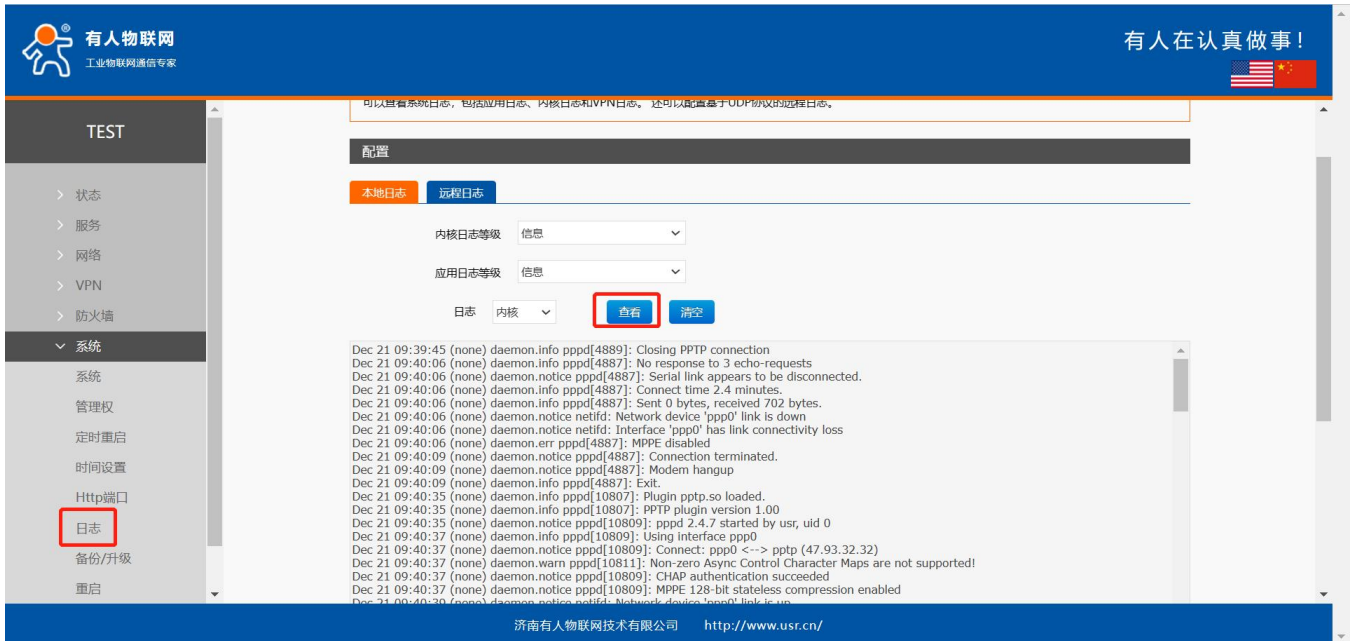 有人物联网
工业物联网通信专家
有人在认真做事!
TEST
状态
服务
网络
VPN
防火墙
系统
系统
管理权
定时重启
时间设置
Http端口
日志
备份/升级
重启
可以查看系统日志，包括应用日志、内核日志和VPN日志。 还可以配置基于UDP协议的远程日志。
配置
本地日志 远程日志
内核日志等级 信息
应用日志等级 信息
日志 内核 查看 清空
Dec 21 09:39:45 (none) daemon.info pppd[4889]: Closing PPTP connection
Dec 21 09:40:06 (none) daemon.info pppd[4887]: No response to 3 echo-requests
Dec 21 09:40:06 (none) daemon.notice pppd[4887]: Serial link appears to be disconnected.
Dec 21 09:40:06 (none) daemon.info pppd[4887]: Connect time 2.4 minutes.
Dec 21 09:40:06 (none) daemon.info pppd[4887]: Sent 0 bytes, received 702 bytes.
Dec 21 09:40:06 (none) daemon.notice netifd: Network device 'ppp0' link is down
Dec 21 09:40:06 (none) daemon.notice netifd: Interface 'ppp0' has link connectivity loss
Dec 21 09:40:06 (none) daemon.err pppd[4887]: MPPE disabled
Dec 21 09:40:09 (none) daemon.notice pppd[4887]: Connection terminated.
Dec 21 09:40:09 (none) daemon.notice pppd[4887]: Modem hangup
Dec 21 09:40:09 (none) daemon.info pppd[4887]: Exit.
Dec 21 09:40:35 (none) daemon.info pppd[10807]: Plugin pptp.so loaded.
Dec 21 09:40:35 (none) daemon.info pppd[10807]: PPTP plugin version 1.00
Dec 21 09:40:35 (none) daemon.notice pppd[10809]: pppd 2.4.7 started by usr, uid 0
Dec 21 09:40:37 (none) daemon.info pppd[10809]: Using interface ppp0
Dec 21 09:40:37 (none) daemon.notice pppd[10809]: Connect: ppp0 <--> pptp (47.93.32.32)
Dec 21 09:40:37 (none) daemon.warn pppd[10811]: Non-zero Async Control Character Maps are not supported!
Dec 21 09:40:37 (none) daemon.notice pppd[10809]: CHAP authentication succeeded
Dec 21 09:40:37 (none) daemon.notice pppd[10809]: MPPE 128-bit stateless compression enabled
Dec 21 09:40:39 (none) daemon.notice netifd: Network device 'ppp0' link is up
济南有人物联网技术有限公司 http://www.usr.cn/